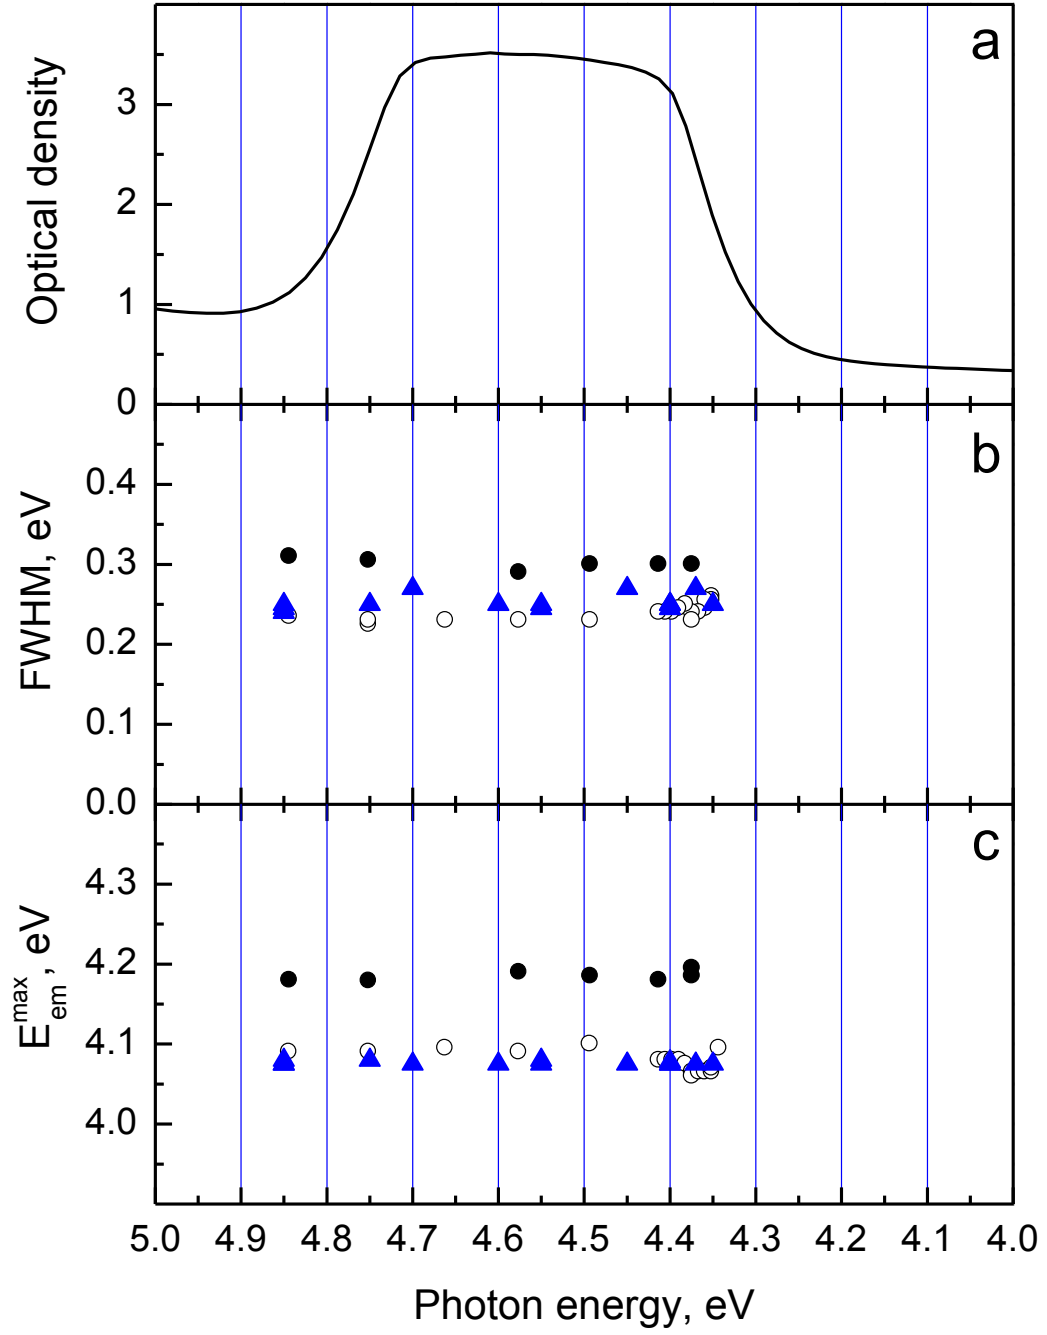 a
Optical density
3
2
1
0
b
FWHM, eV
0.4
0.3
0.2
0.1
0.0
c
E_em^max, eV
4.3
4.2
4.1
4.0
5.0 4.9 4.8 4.7 4.6 4.5 4.4 4.3 4.2 4.1 4.0
Photon energy, eV